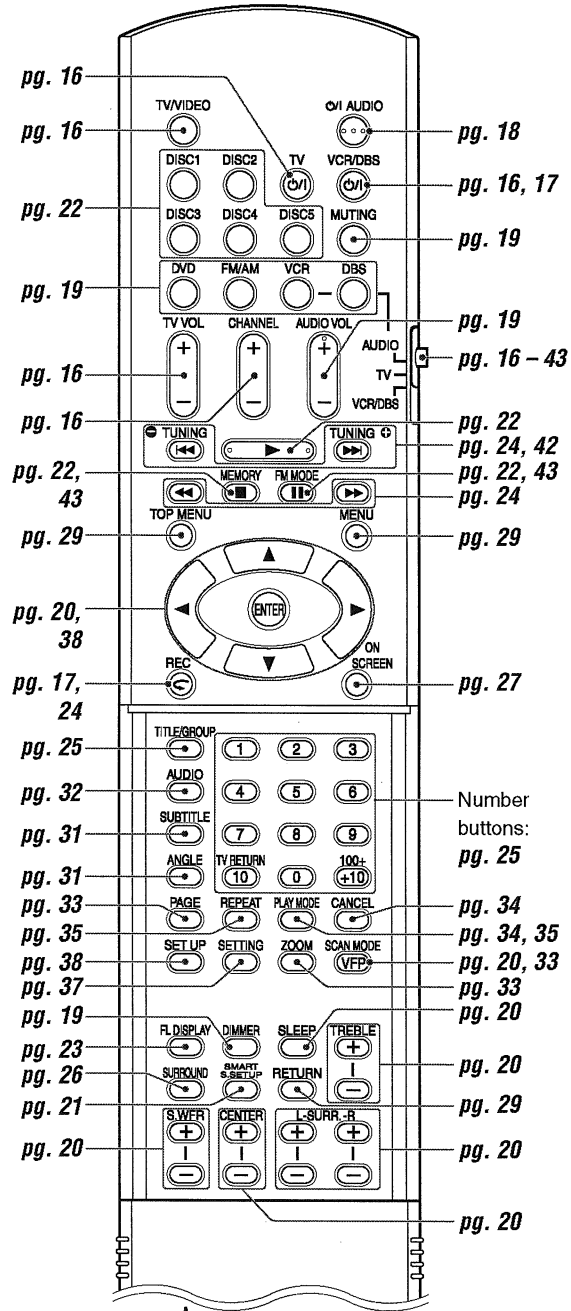 pg. 16
TV/VIDEO
⏻/I AUDIO
pg. 16
pg. 18
DISC1 DISC2 TV VCR/DBS
⏻/I ⏻/I
pg. 16, 17
pg. 22
DISC3 DISC4 DISC5 MUTING
pg. 19
DVD FM/AM VCR DBS
pg. 19
TV VOL CHANNEL AUDIO VOL
pg. 19
+ + +
AUDIO
pg. 16 – 43
TV
pg. 16
– – –
VCR/DBS
pg. 16
pg. 22
TUNING TUNING
pg. 24, 42
pg. 22,
43
MEMORY FM MODE
pg. 22, 43
pg. 24
TOP MENU MENU
pg. 29
pg. 29
ENTER
pg. 20,
38
REC
ON
SCREEN
pg. 17,
24
pg. 27
TITLE/GROUP
pg. 25
1 2 3
AUDIO
pg. 32
4 5 6
Number
buttons:
pg. 25
SUBTITLE
pg. 31
7 8 9
ANGLE TV RETURN 100+
pg. 31
10 0 +10
PAGE REPEAT PLAY MODE CANCEL
pg. 33
pg. 34
pg. 35
pg. 34, 35
SET UP SETTING ZOOM SCAN MODE
pg. 38
VFP
pg. 20, 33
pg. 37
pg. 33
pg. 19
pg. 20
FL DISPLAY DIMMER SLEEP TREBLE
pg. 23
+
–
pg. 20
pg. 26
SURROUND SMART
S.SETUP RETURN
pg. 21
pg. 29
S.WFR CENTER L-SURR.-R
+ + + +
pg. 20
pg. 20
– – – –
pg. 20